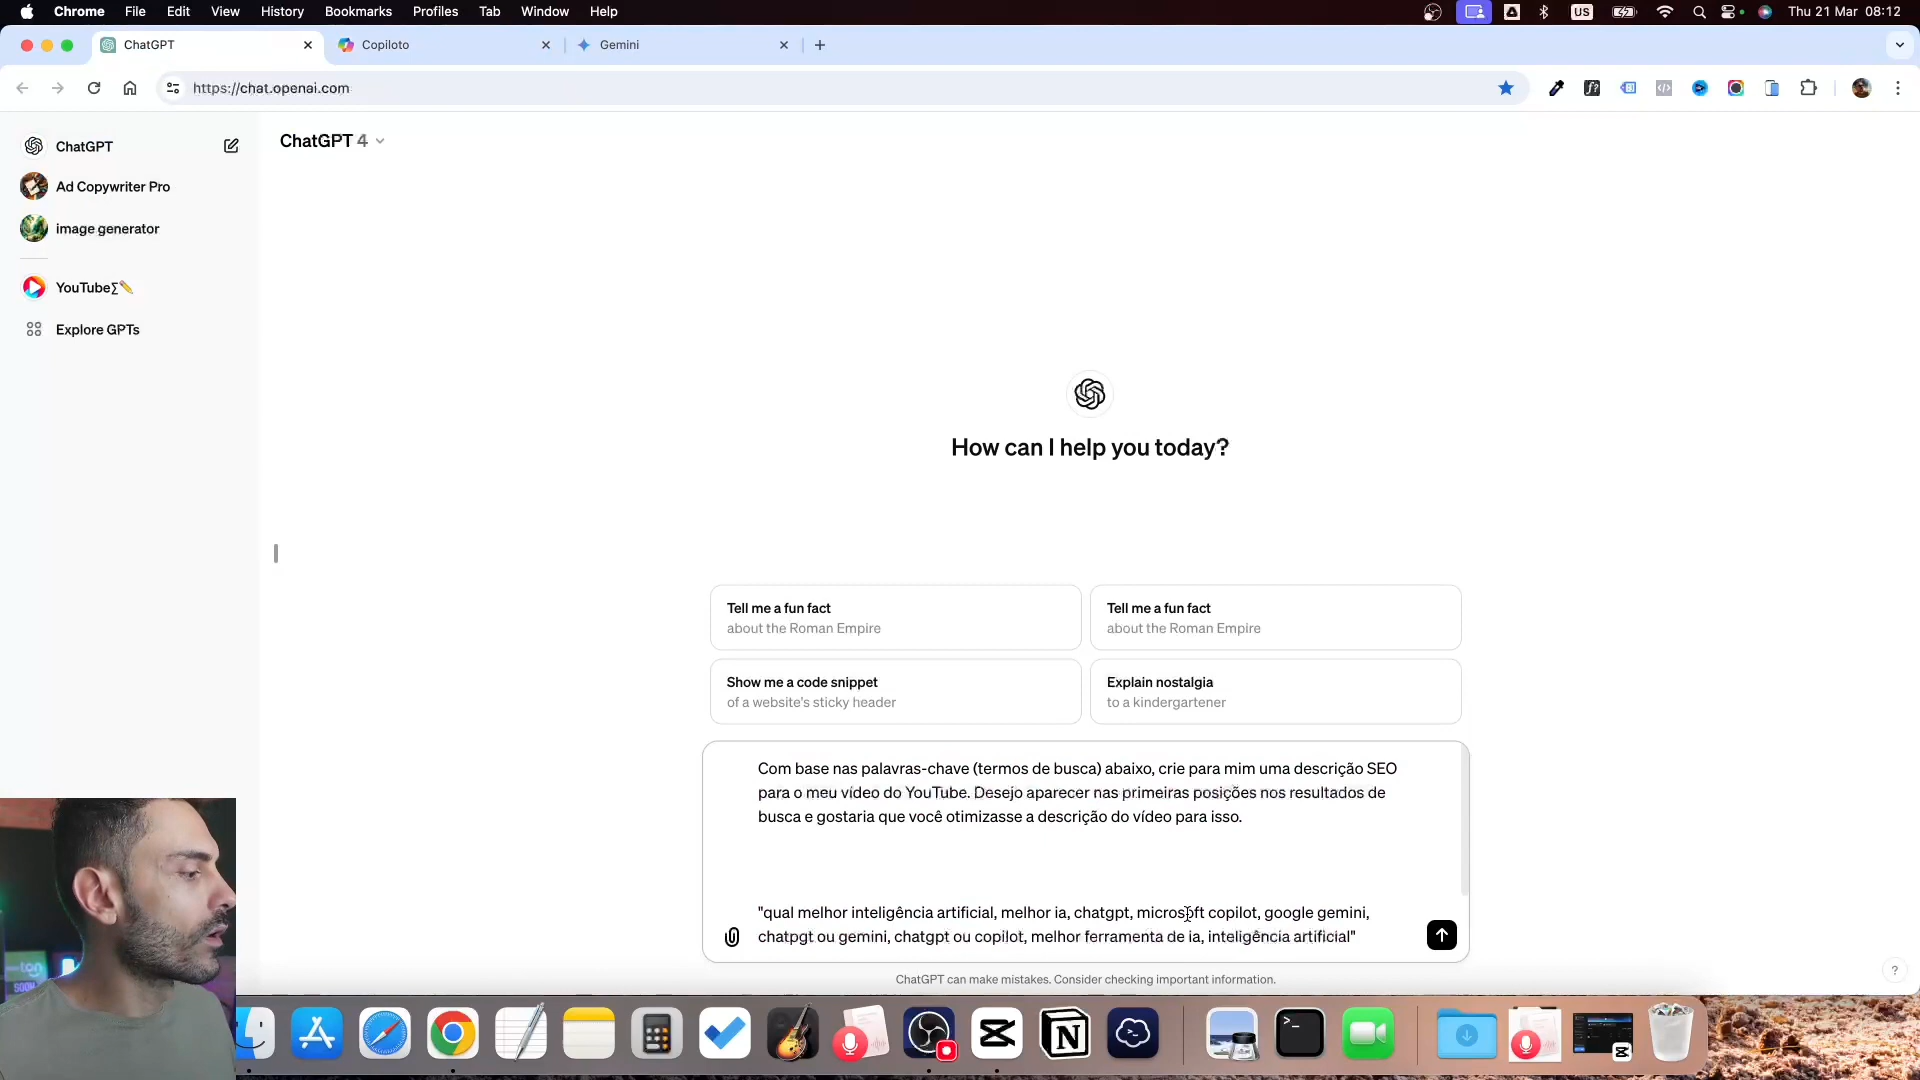 Chrome File Edit View History Bookmarks Profiles Tab Window Help
US
Thu 21 Mar 08:12
ChatGPT
Copiloto
Gemini
https://chat.openai.com
ChatGPT
Ad Copywriter Pro
image generator
YouTube∑✏️
Explore GPTs
ChatGPT 4
How can I help you today?
Tell me a fun fact
about the Roman Empire
Tell me a fun fact
about the Roman Empire
Show me a code snippet
of a website's sticky header
Explain nostalgia
to a kindergartener
Com base nas palavras-chave (termos de busca) abaixo, crie para mim uma descrição SEO
para o meu vídeo do YouTube. Desejo aparecer nas primeiras posições nos resultados de
busca e gostaria que você otimizasse a descrição do vídeo para isso.
"qual melhor inteligência artificial, melhor ia, chatgpt, microsoft copilot, google gemini,
chatpgt ou gemini, chatgpt ou copilot, melhor ferramenta de ia, inteligência artificial"
ChatGPT can make mistakes. Consider checking important information.
?